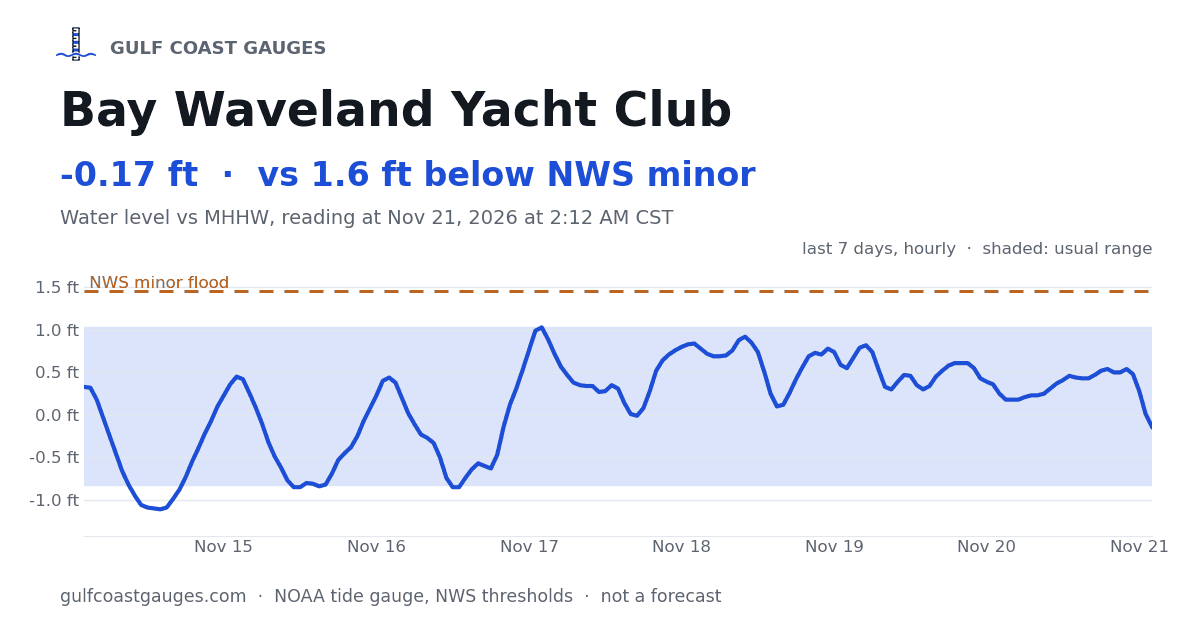 GULF COAST GAUGES
Bay Waveland Yacht Club
-0.17 ft · vs 1.6 ft below NWS minor
Water level vs MHHW, reading at Nov 21, 2026 at 2:12 AM CST
last 7 days, hourly · shaded: usual range
NWS minor flood
1.5 ft
1.0 ft
0.5 ft
0.0 ft
-0.5 ft
-1.0 ft
Nov 15 Nov 16 Nov 17 Nov 18 Nov 19 Nov 20 Nov 21
gulfcoastgauges.com · NOAA tide gauge, NWS thresholds · not a forecast